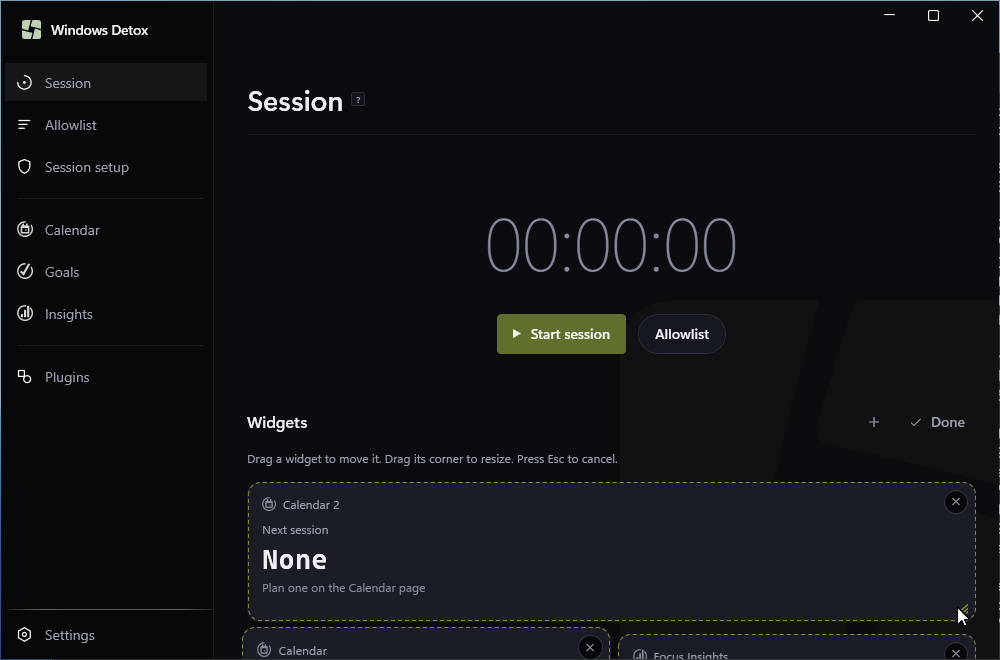 Windows Detox
Session
Allowlist
Session setup
Calendar
Goals
Insights
Plugins
Settings
Session ?
00:00:00
Start session
Allowlist
Widgets
Done
Drag a widget to move it. Drag its corner to resize. Press Esc to cancel.
Calendar 2
Next session
None
Plan one on the Calendar page
Calendar
Focus Insights